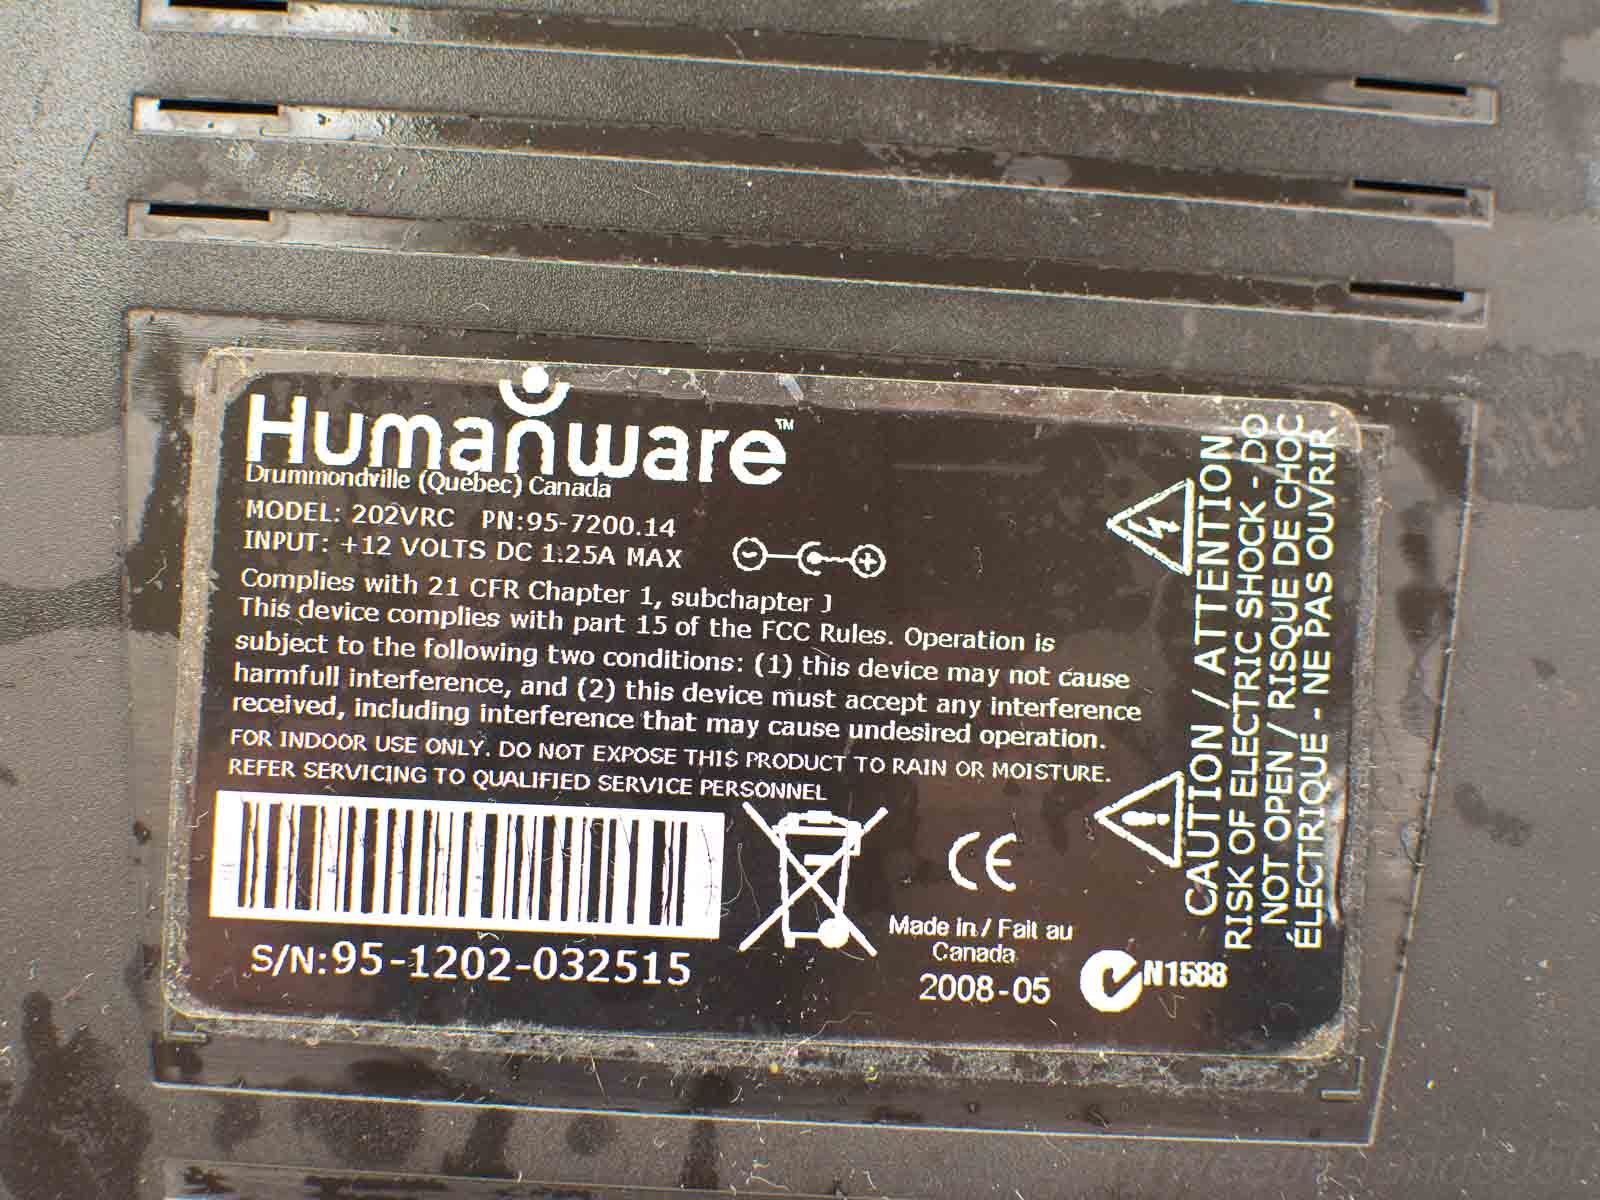 Humanware™
Drummondville (Québec) Canada
MODEL: 202VRC PN:95-7200.14
INPUT: +12 VOLTS DC 1.25A MAX
Complies with 21 CFR Chapter 1, subchapter J
This device complies with part 15 of the FCC Rules. Operation is
subject to the following two conditions: (1) this device may not cause
harmfull interference, and (2) this device must accept any interference
received, including interference that may cause undesired operation.
FOR INDOOR USE ONLY. DO NOT EXPOSE THIS PRODUCT TO RAIN OR MOISTURE.
REFER SERVICING TO QUALIFIED SERVICE PERSONNEL
S/N:95-1202-032515
CE
Made in / Fait au
Canada
2008-05
N1588
CAUTION / ATTENTION
RISK OF ELECTRIC SHOCK - DO
NOT OPEN / RISQUE DE CHOC
ÉLECTRIQUE - NE PAS OUVRIR